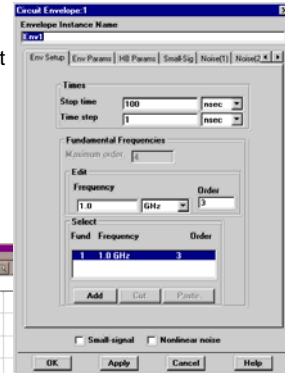 Circuit Envelope:1
Envelope Instance Name
Env1
Env Setup Env Params HB Params Small-Sig Noise(1) Noise(2
Times
Stop time 100 nsec
Time step 1 nsec
Fundamental Frequencies
Maximum order 4
Edit
Frequency Order
1.0 GHz 3
Select
Fund Frequency Order
1 1.0 GHz 3
Add Cut Paste
Small-signal Nonlinear noise
OK Apply Cancel Help